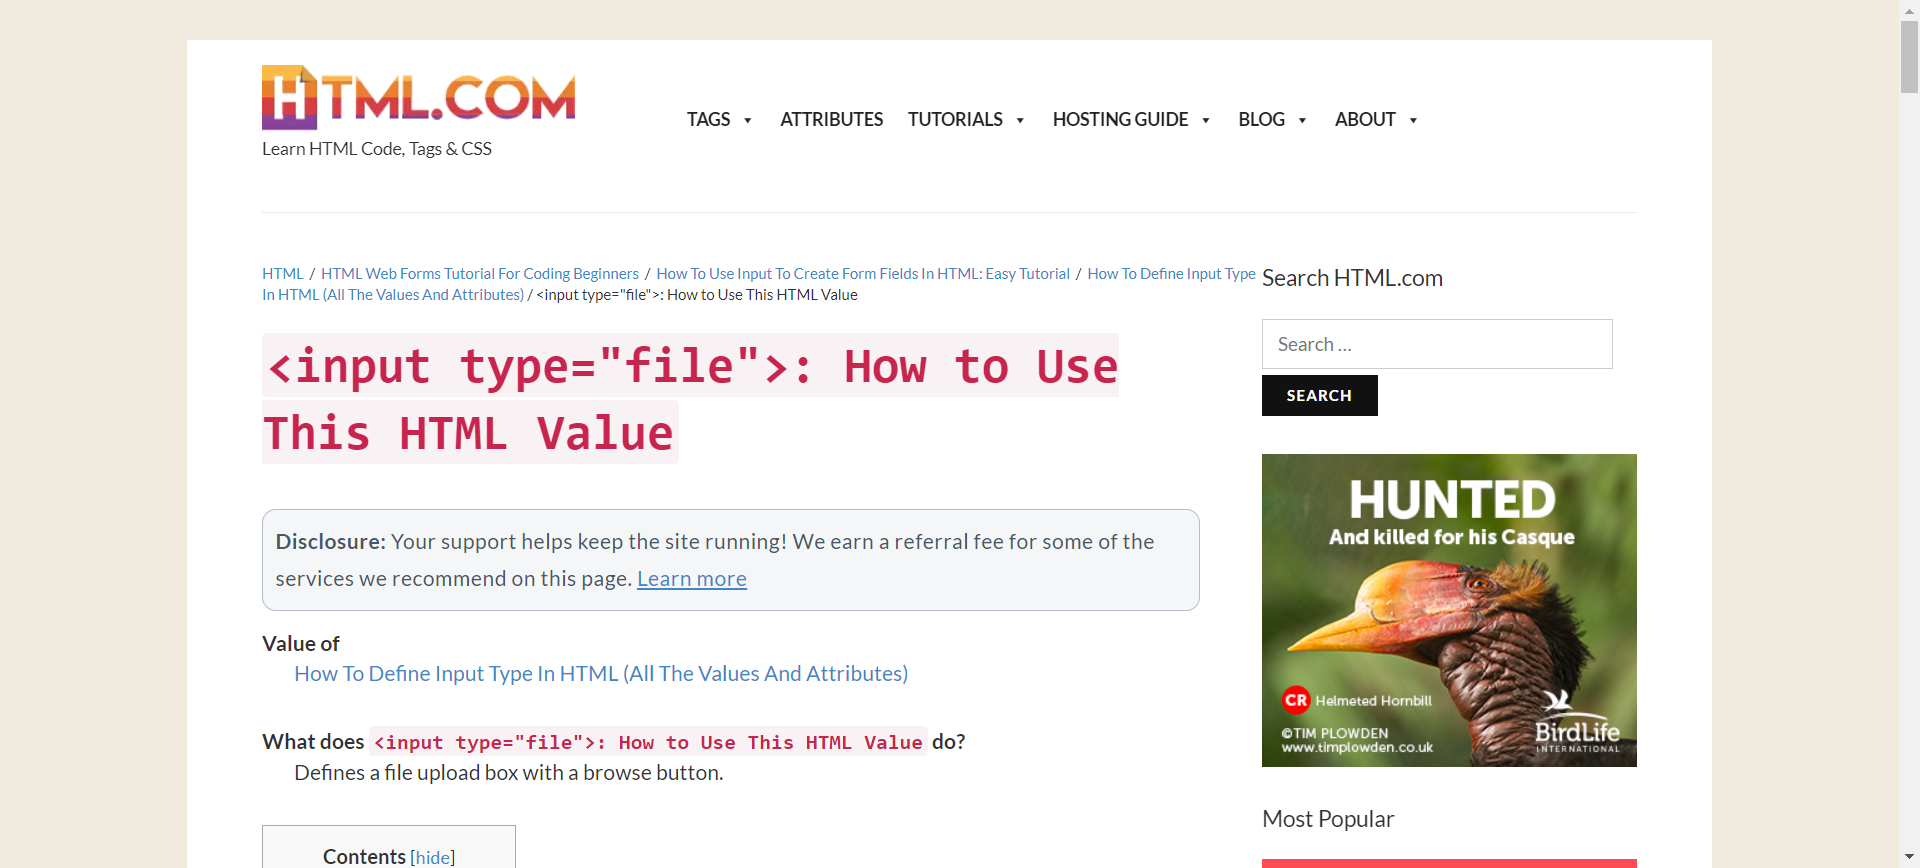 HTML.COM
Learn HTML Code, Tags & CSS
TAGS ATTRIBUTES TUTORIALS HOSTING GUIDE BLOG ABOUT
HTML / HTML Web Forms Tutorial For Coding Beginners / How To Use Input To Create Form Fields In HTML: Easy Tutorial / How To Define Input Type
In HTML (All The Values And Attributes) / <input type="file">: How to Use This HTML Value
<input type="file">: How to Use
This HTML Value
Disclosure: Your support helps keep the site running! We earn a referral fee for some of the
services we recommend on this page. Learn more
Value of
How To Define Input Type In HTML (All The Values And Attributes)
What does <input type="file">: How to Use This HTML Value do?
Defines a file upload box with a browse button.
Contents [hide]
Search HTML.com
Search ...
SEARCH
HUNTED
And killed for his Casque
CR Helmeted Hornbill
©TIM PLOWDEN
www.timplowden.co.uk
BirdLife
INTERNATIONAL
Most Popular